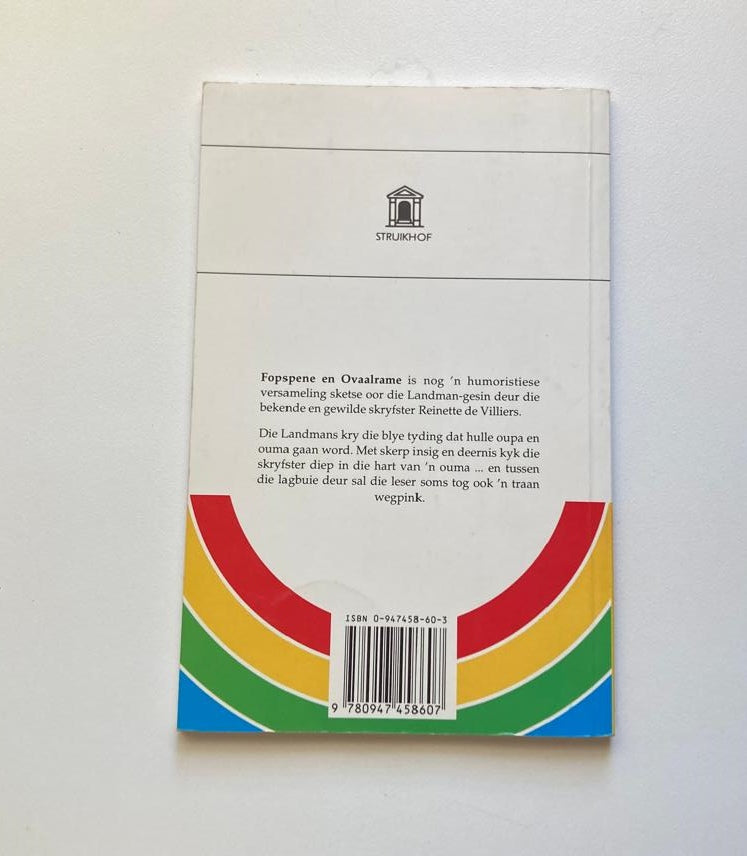 STRUIKHOF
Fopspene en Ovaalrame is nog 'n humoristiese
versameling sketse oor die Landman-gesin deur die
bekende en gewilde skryfster Reinette de Villiers.
Die Landmans kry die blye tyding dat hulle oupa en
ouma gaan word. Met skerp insig en deernis kyk die
skryfster diep in die hart van 'n ouma ... en tussen
die lagbuie deur sal die leser soms tog ook 'n traan
wegpink.
ISBN 0-947458-60-3
9 780947 458607